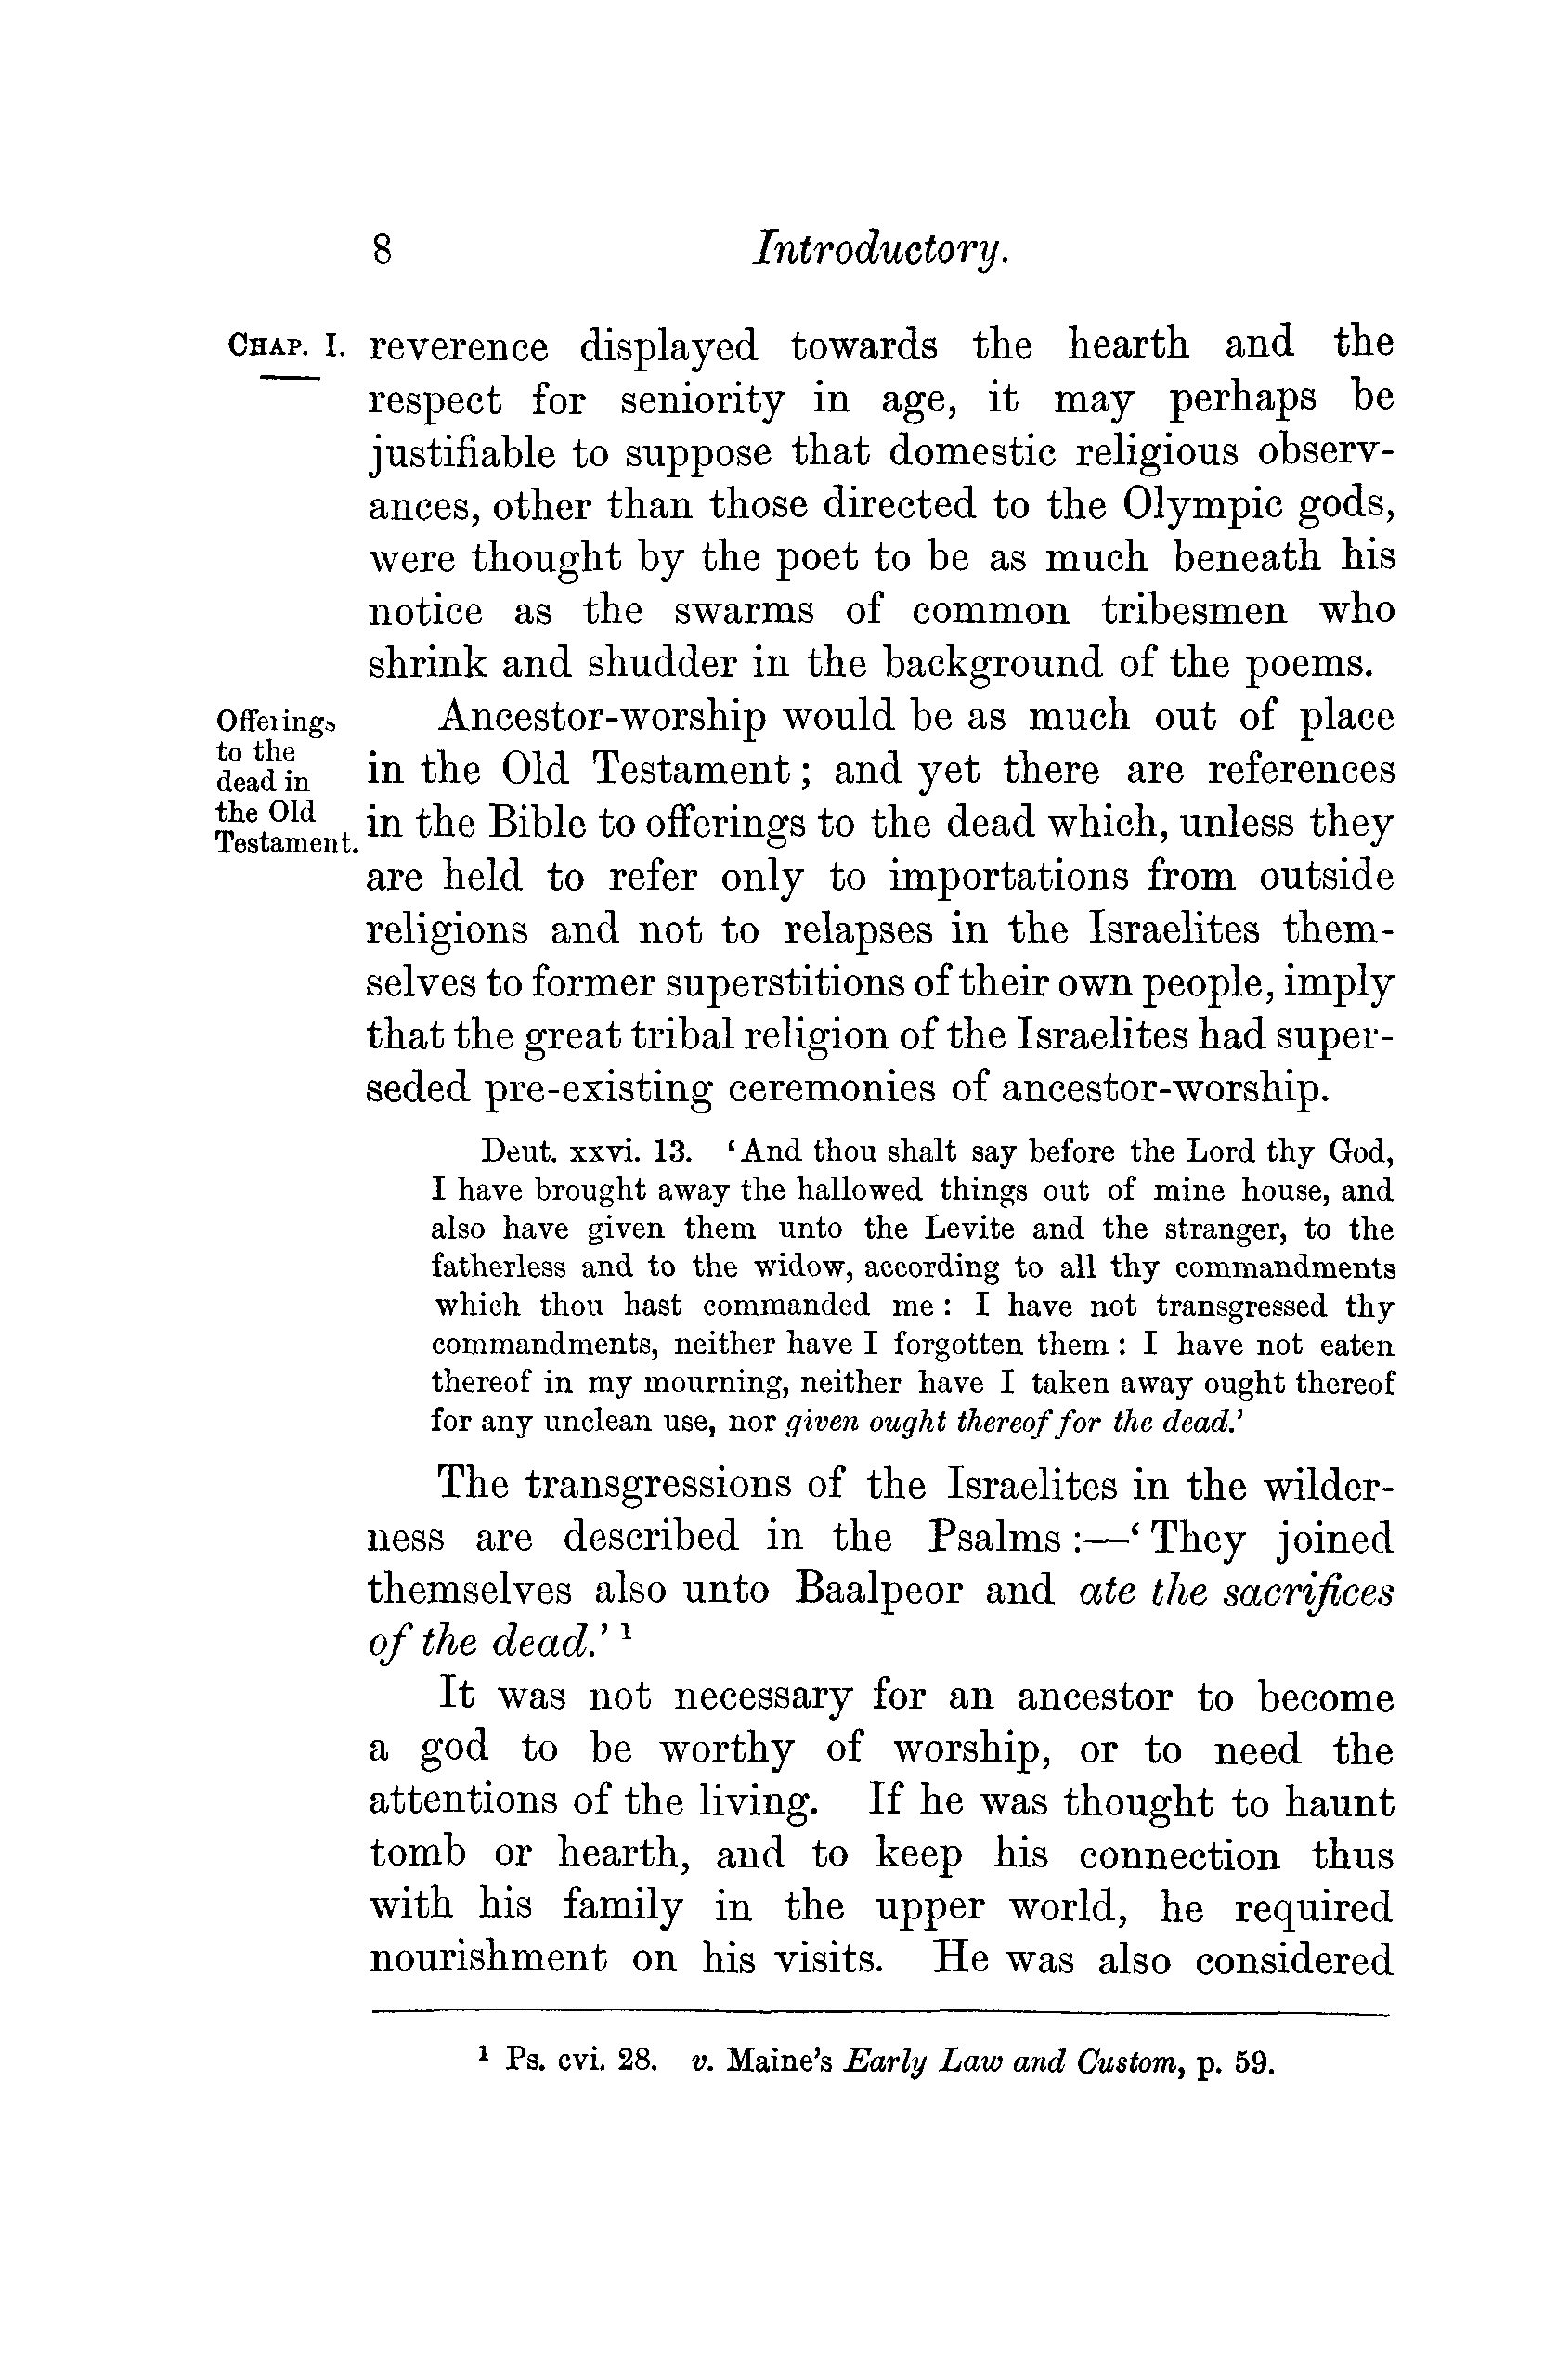 8 Introductory.
CHAP. I. reverence displayed towards the hearth and the
respect for seniority in age, it may perhaps be
justifiable to suppose that domestic religious observ-
ances, other than those directed to the Olympic gods,
were thought by the poet to be as much beneath his
notice as the swarms of common tribesmen who
shrink and shudder in the background of the poems.
Offerings
to the
dead in
the Old
Testament.
Ancestor-worship would be as much out of place
in the Old Testament; and yet there are references
in the Bible to offerings to the dead which, unless they
are held to refer only to importations from outside
religions and not to relapses in the Israelites them-
selves to former superstitions of their own people, imply
that the great tribal religion of the Israelites had super-
seded pre-existing ceremonies of ancestor-worship.
Deut. xxvi. 13. ‘And thou shalt say before the Lord thy God,
I have brought away the hallowed things out of mine house, and
also have given them unto the Levite and the stranger, to the
fatherless and to the widow, according to all thy commandments
which thou hast commanded me : I have not transgressed thy
commandments, neither have I forgotten them : I have not eaten
thereof in my mourning, neither have I taken away ought thereof
for any unclean use, nor given ought thereof for the dead.’
The transgressions of the Israelites in the wilder-
ness are described in the Psalms :—‘They joined
themselves also unto Baalpeor and ate the sacrifices
of the dead.’ 1
It was not necessary for an ancestor to become
a god to be worthy of worship, or to need the
attentions of the living. If he was thought to haunt
tomb or hearth, and to keep his connection thus
with his family in the upper world, he required
nourishment on his visits. He was also considered
1 Ps. cvi. 28. v. Maine’s Early Law and Custom, p. 59.